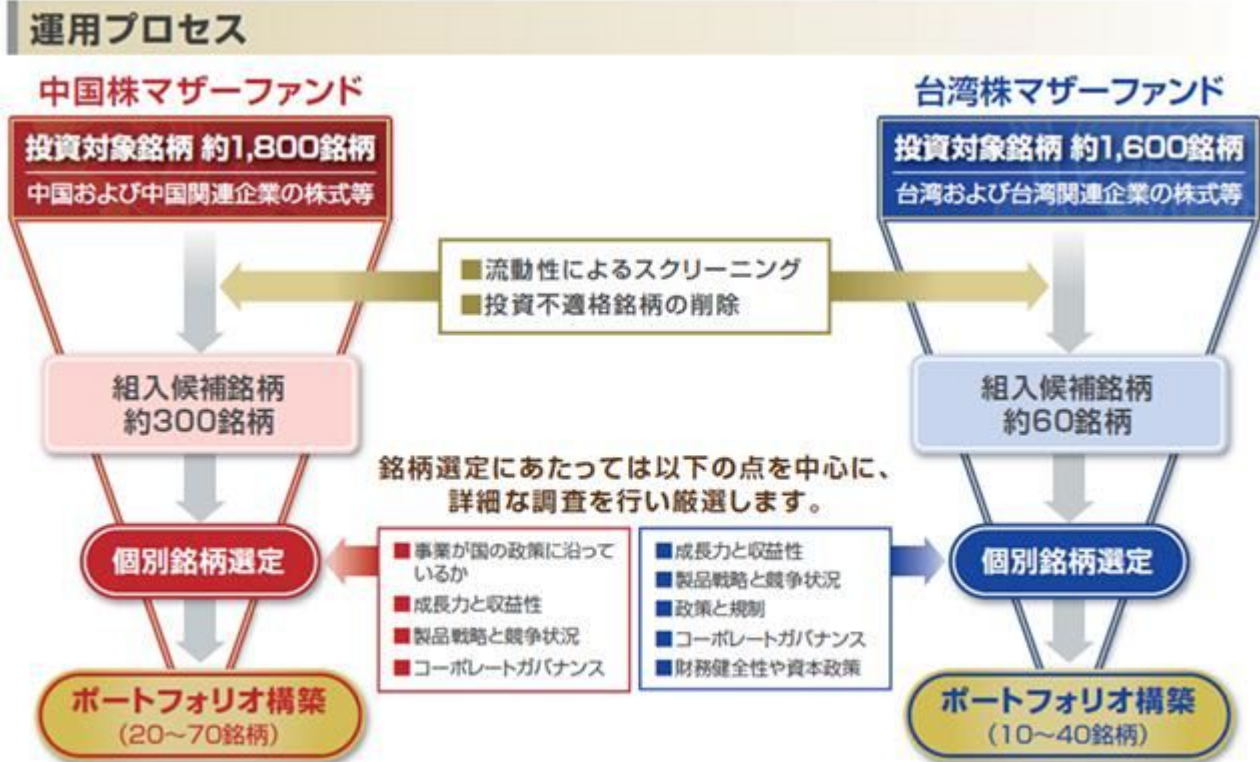 運用プロセス
中国株マザーファンド
投資対象銘柄 約1,800銘柄
中国および中国関連企業の株式等
台湾株マザーファンド
投資対象銘柄 約1,600銘柄
台湾および台湾関連企業の株式等
■流動性によるスクリーニング
■投資不適格銘柄の削除
組入候補銘柄
約300銘柄
組入候補銘柄
約60銘柄
銘柄選定にあたっては以下の点を中心に、
詳細な調査を行い厳選します。
個別銘柄選定
■事業が国の政策に沿って
いるか
■成長力と収益性
■製品戦略と競争状況
■コーポレートガバナンス
■成長力と収益性
■製品戦略と競争状況
■政策と規制
■コーポレートガバナンス
■財務健全性や資本政策
個別銘柄選定
ポートフォリオ構築
（20～70銘柄）
ポートフォリオ構築
（10～40銘柄）